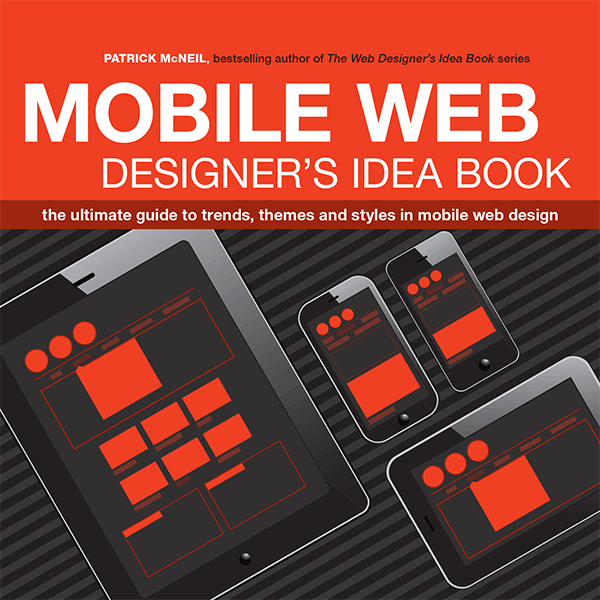 PATRICK McNEIL, bestselling author of The Web Designer's Idea Book series
MOBILE WEB
DESIGNER'S IDEA BOOK
the ultimate guide to trends, themes and styles in mobile web design